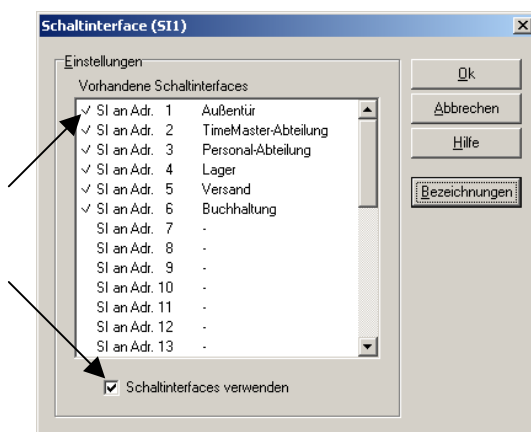 Schaltinterface (SI1)
Einstellungen
Vorhandene Schaltinterfaces
SI an Adr. 1 Außentür
SI an Adr. 2 TimeMaster-Abteilung
SI an Adr. 3 Personal-Abteilung
SI an Adr. 4 Lager
SI an Adr. 5 Versand
SI an Adr. 6 Buchhaltung
SI an Adr. 7 -
SI an Adr. 8 -
SI an Adr. 9 -
SI an Adr. 10 -
SI an Adr. 11 -
SI an Adr. 12 -
SI an Adr. 13 -
Schaltinterfaces verwenden
Ok
Abbrechen
Hilfe
Bezeichnungen